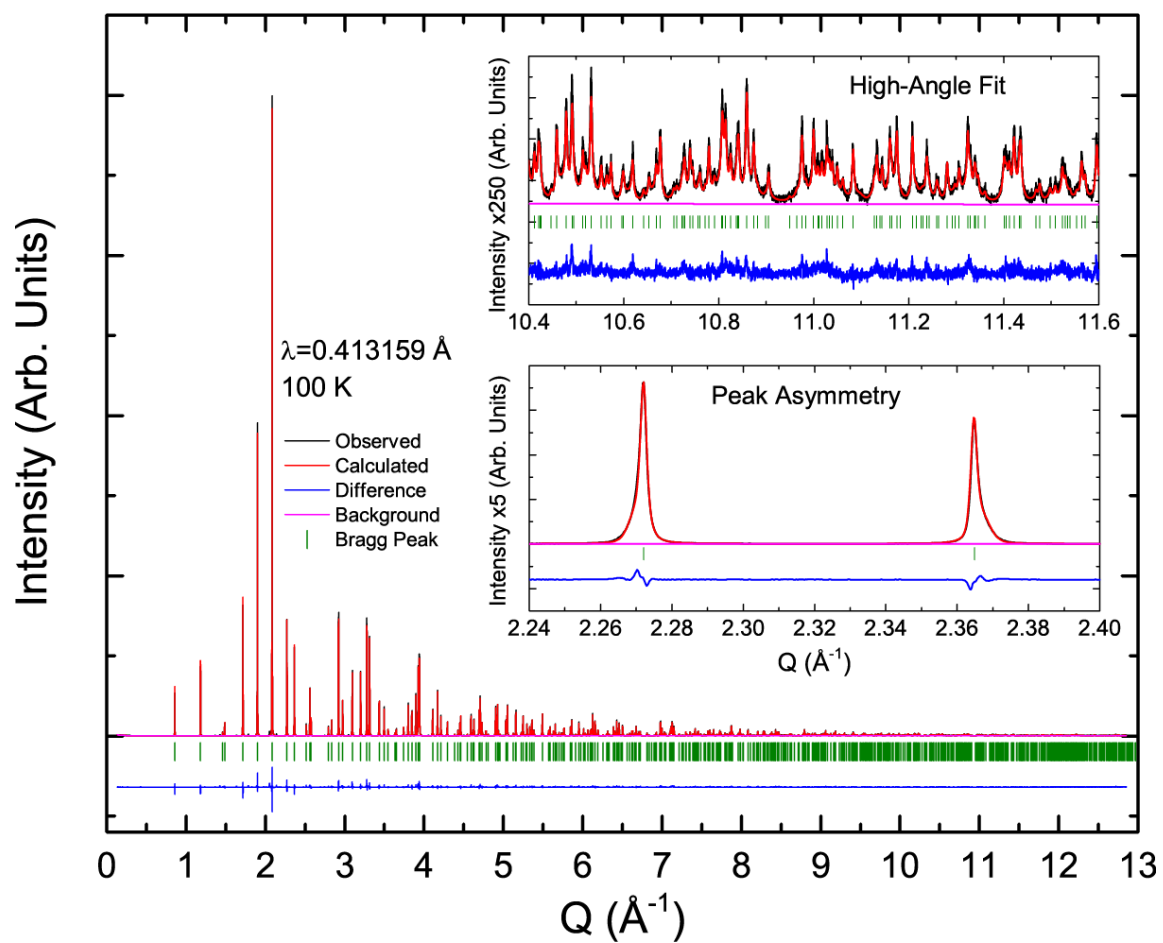 Intensity (Arb. Units)
λ=0.413159 Å
100 K
Observed
Calculated
Difference
Background
Bragg Peak
High-Angle Fit
Intensity x250 (Arb. Units)
10.4 10.6 10.8 11.0 11.2 11.4 11.6
Peak Asymmetry
Intensity x5 (Arb. Units)
2.24 2.26 2.28 2.30 2.32 2.34 2.36 2.38 2.40
Q (Å⁻¹)
0 1 2 3 4 5 6 7 8 9 10 11 12 13
Q (Å⁻¹)